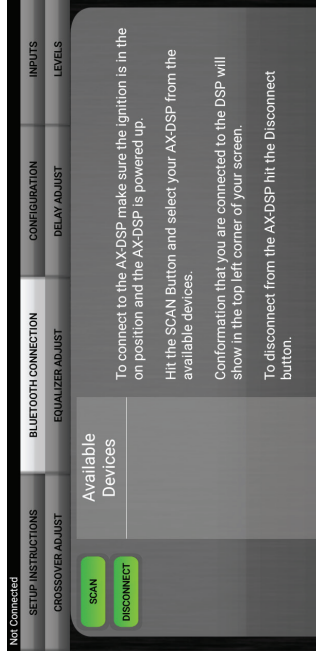 Not Connected
SETUP INSTRUCTIONS BLUETOOTH CONNECTION CONFIGURATION INPUTS
CROSSOVER ADJUST EQUALIZER ADJUST DELAY ADJUST LEVELS
SCAN
DISCONNECT
Available
Devices
To connect to the AX-DSP make sure the ignition is in the
on position and the AX-DSP is powered up.
Hit the SCAN Button and select your AX-DSP from the
available devices.
Conformation that you are connected to the DSP will
show in the top left corner of your screen.
To disconnect from the AX-DSP hit the Disconnect
button.